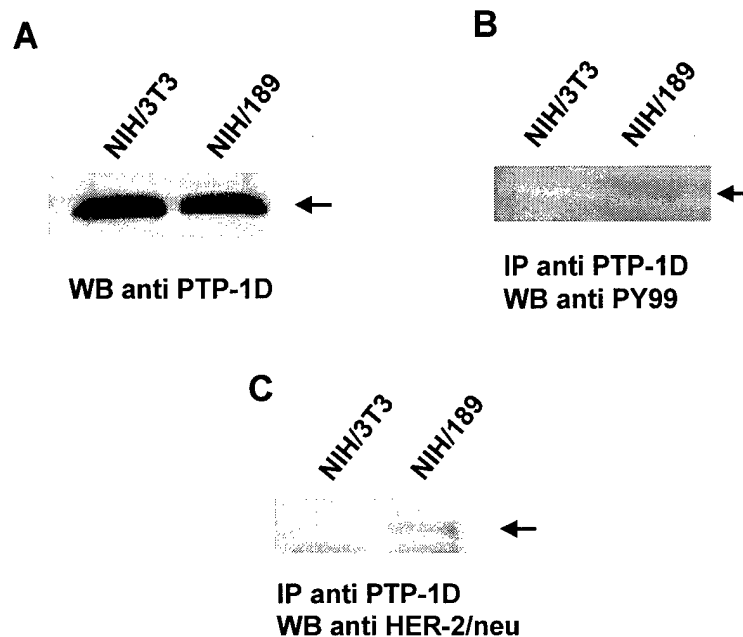 A
NIH/3T3
NIH/189
WB anti PTP-1D
B
NIH/3T3
NIH/189
IP anti PTP-1D
WB anti PY99
C
NIH/3T3
NIH/189
IP anti PTP-1D
WB anti HER-2/neu